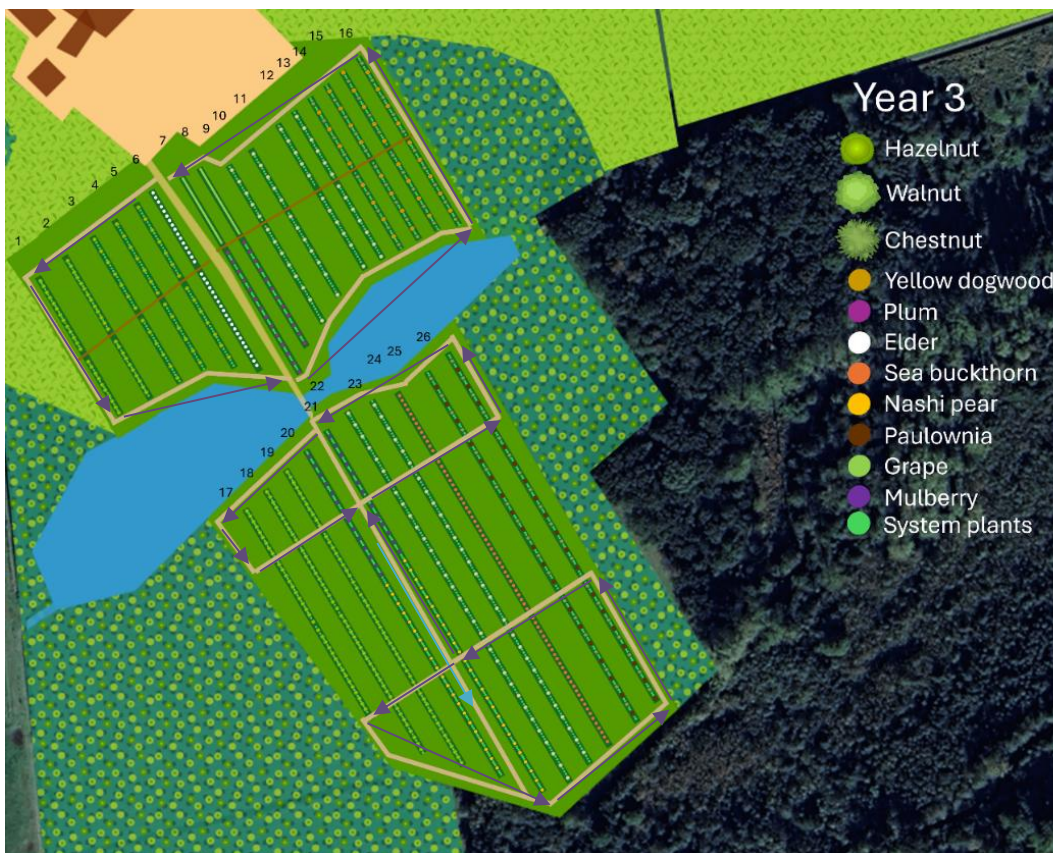 1
2
3
4
5
6
7
8
9
10
11
12
13
14
15
16
17
18
19
20
21
22
23
24
25
26
Year 3
Hazelnut
Walnut
Chestnut
Yellow dogwood
Plum
Elder
Sea buckthorn
Nashi pear
Paulownia
Grape
Mulberry
System plants